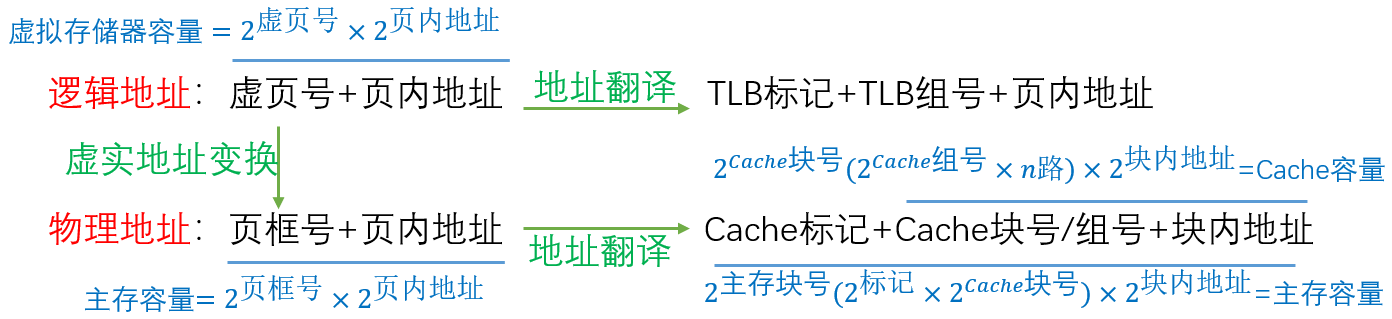 虚拟存储器容量 = 2^虚页号 × 2^页内地址
逻辑地址：虚页号+页内地址 地址翻译 TLB标记+TLB组号+页内地址
虚实地址变换
2^Cache块号(2^Cache组号 × n路) × 2^块内地址=Cache容量
物理地址：页框号+页内地址 地址翻译 Cache标记+Cache块号/组号+块内地址
主存容量= 2^页框号 × 2^页内地址
2^主存块号(2^标记 × 2^Cache块号) × 2^块内地址=主存容量